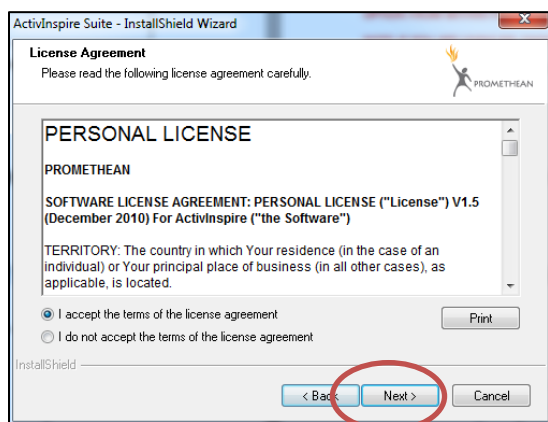 ActivInspire Suite - InstallShield Wizard
License Agreement
Please read the following license agreement carefully.
PROMETHEAN
PERSONAL LICENSE
PROMETHEAN
SOFTWARE LICENSE AGREEMENT: PERSONAL LICENSE ("License") V1.5
(December 2010) For ActivInspire ("the Software")
TERRITORY: The country in which Your residence (in the case of an
individual) or Your principal place of business (in all other cases), as
applicable, is located.
I accept the terms of the license agreement
Print
I do not accept the terms of the license agreement
InstallShield
< Back
Next >
Cancel